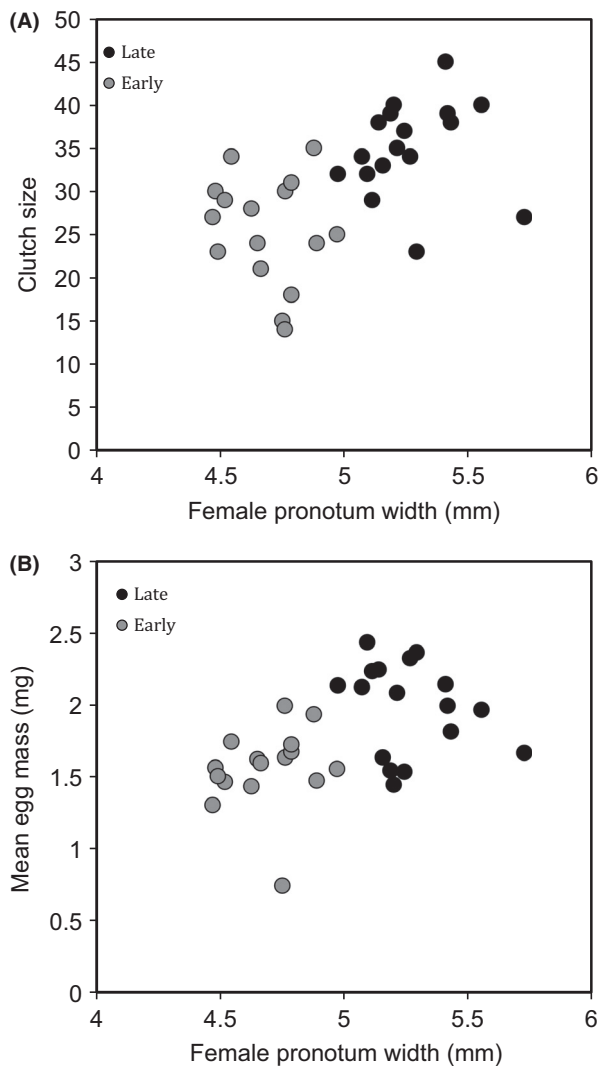 (A)
50
45
40
35
30
25
20
15
10
5
0
Late
Early
Clutch size
4
4.5
5
5.5
6
Female pronotum width (mm)
(B)
3
2.5
2
1.5
1
0.5
0
Late
Early
Mean egg mass (mg)
4
4.5
5
5.5
6
Female pronotum width (mm)